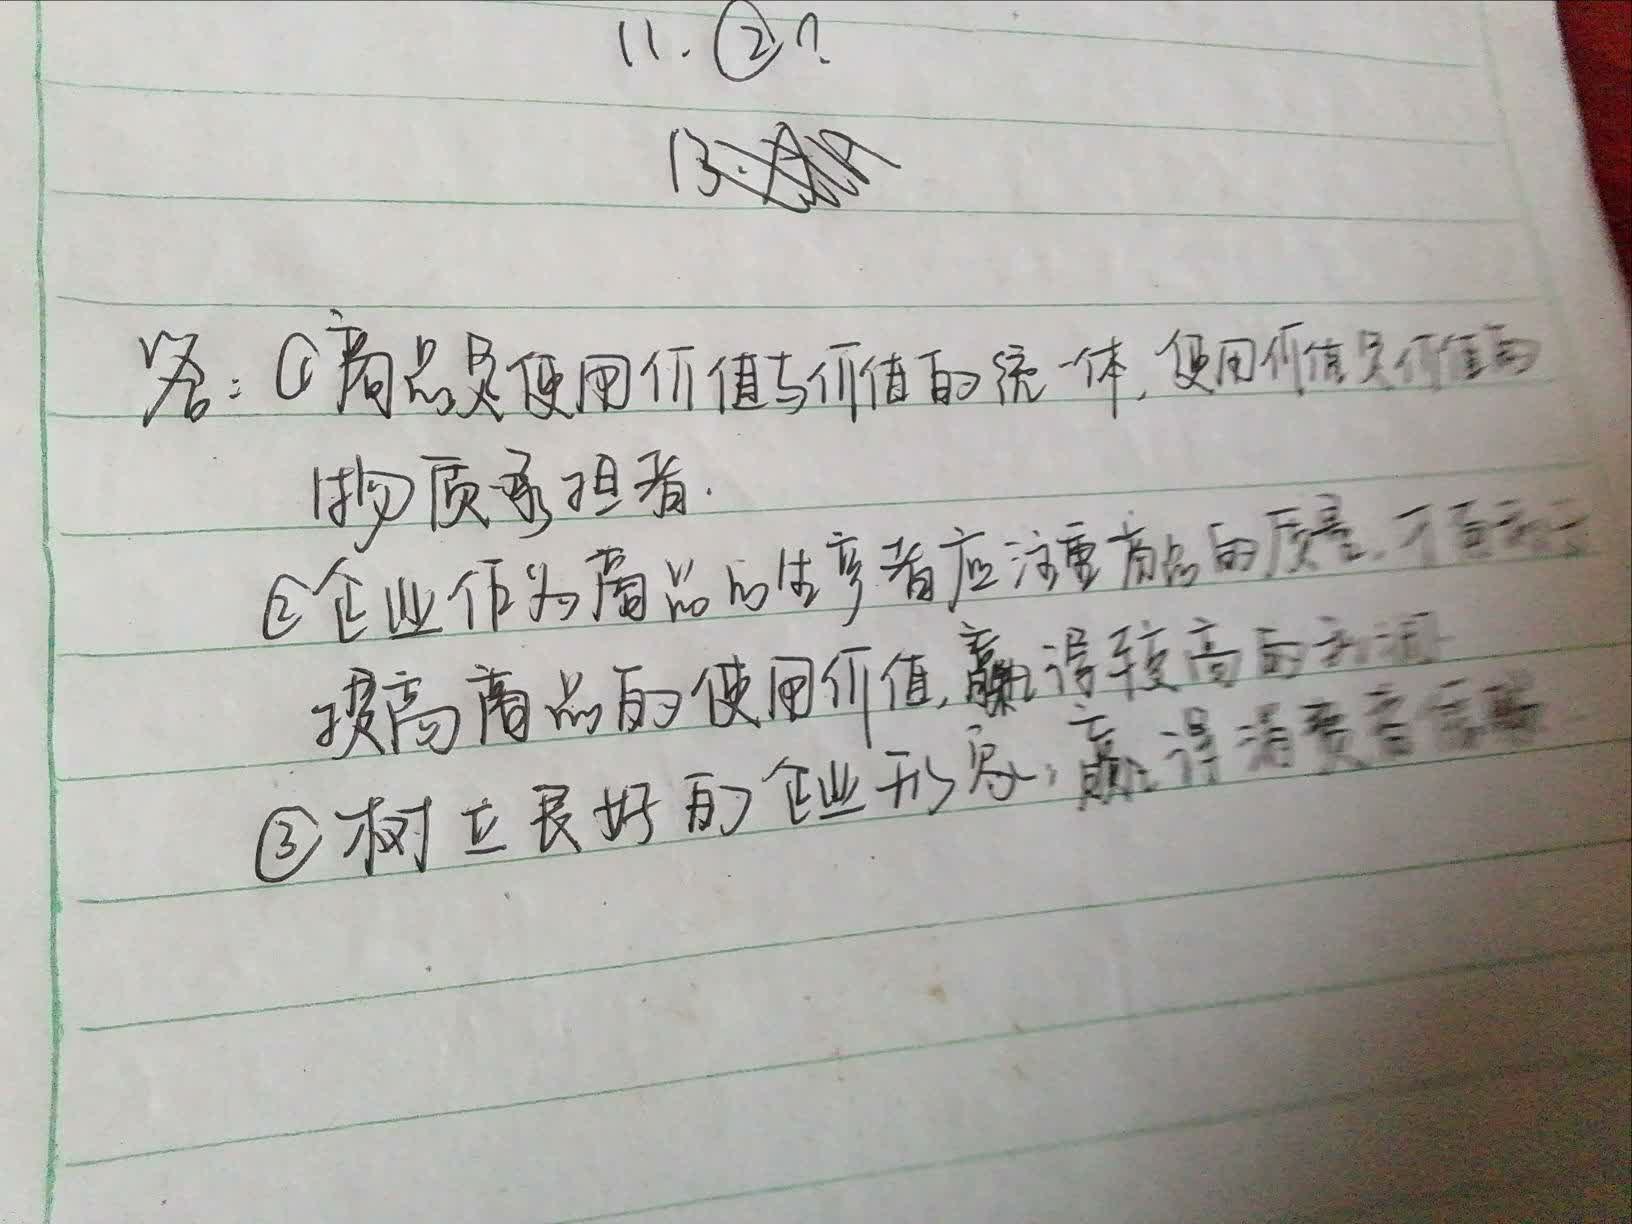 11. ②?
13.
答: ①商品是使用价值与价值的统一体, 使用价值是价值的
物质承担者.
②企业作为商品的生产者应注重商品的质量, 才有利于
提高商品的使用价值, 赢得较高的利润
③树立良好的企业形象, 赢得消费者信赖.